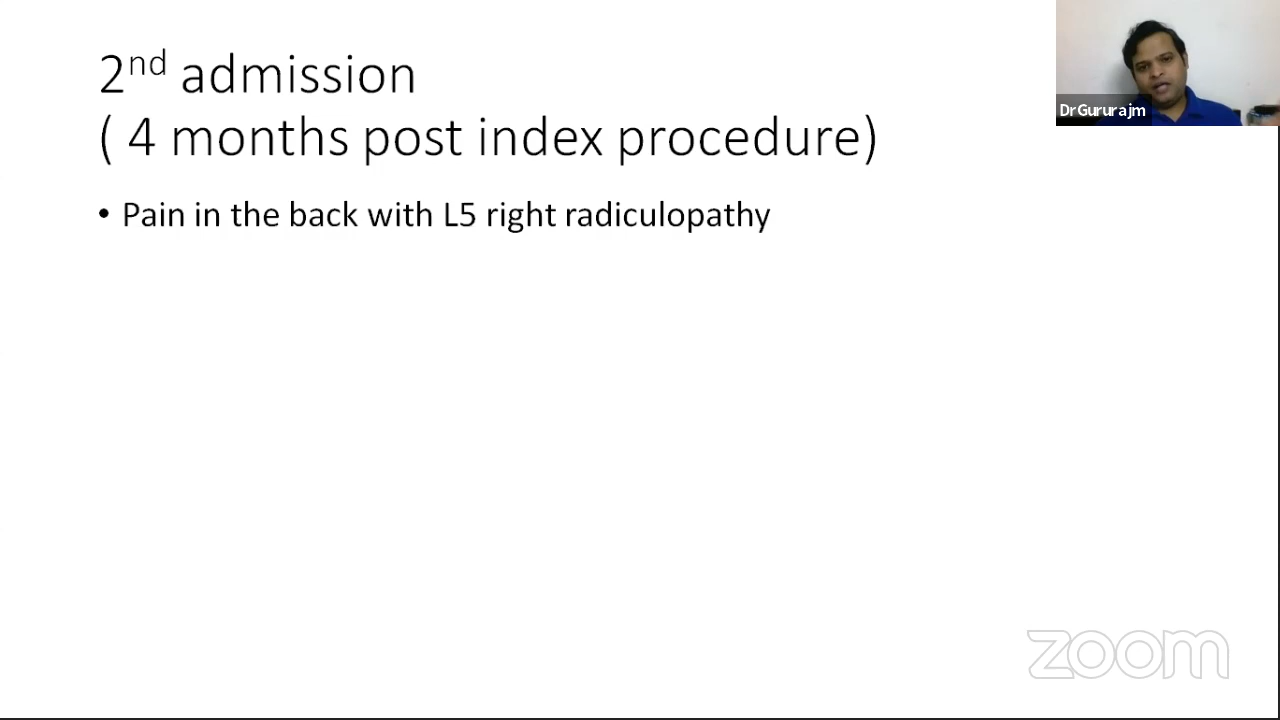 2nd admission
( 4 months post index procedure)
• Pain in the back with L5 right radiculopathy
DrGururajm
zoom